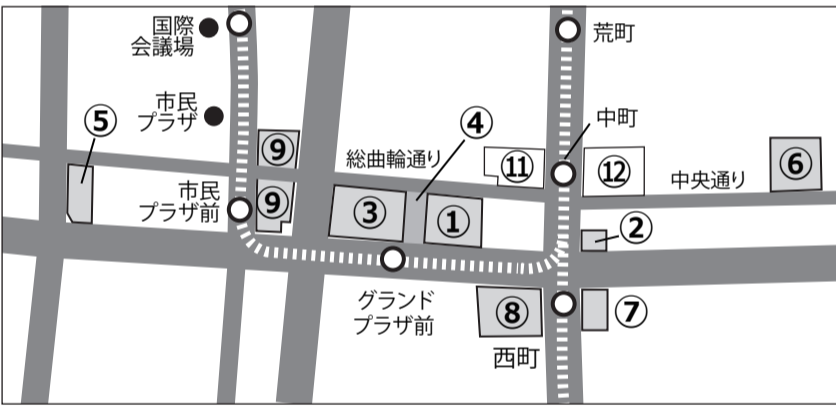 国際
会議場
荒町
市民
プラザ
⑤
④
中町
⑨
総曲輪通り
⑪
⑫
中央通り
⑥
市民
プラザ前
⑨
③
①
②
グランド
プラザ前
⑧
⑦
西町